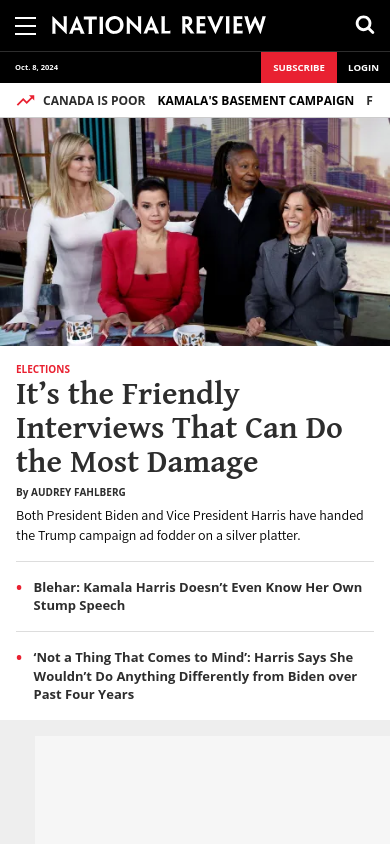 NATIONAL REVIEW
Oct. 8, 2024
SUBSCRIBE
LOGIN
CANADA IS POOR
KAMALA'S BASEMENT CAMPAIGN
F
ELECTIONS
It’s the Friendly
Interviews That Can Do
the Most Damage
By AUDREY FAHLBERG
Both President Biden and Vice President Harris have handed
the Trump campaign ad fodder on a silver platter.
• Blehar: Kamala Harris Doesn’t Even Know Her Own
Stump Speech
• ‘Not a Thing That Comes to Mind’: Harris Says She
Wouldn’t Do Anything Differently from Biden over
Past Four Years